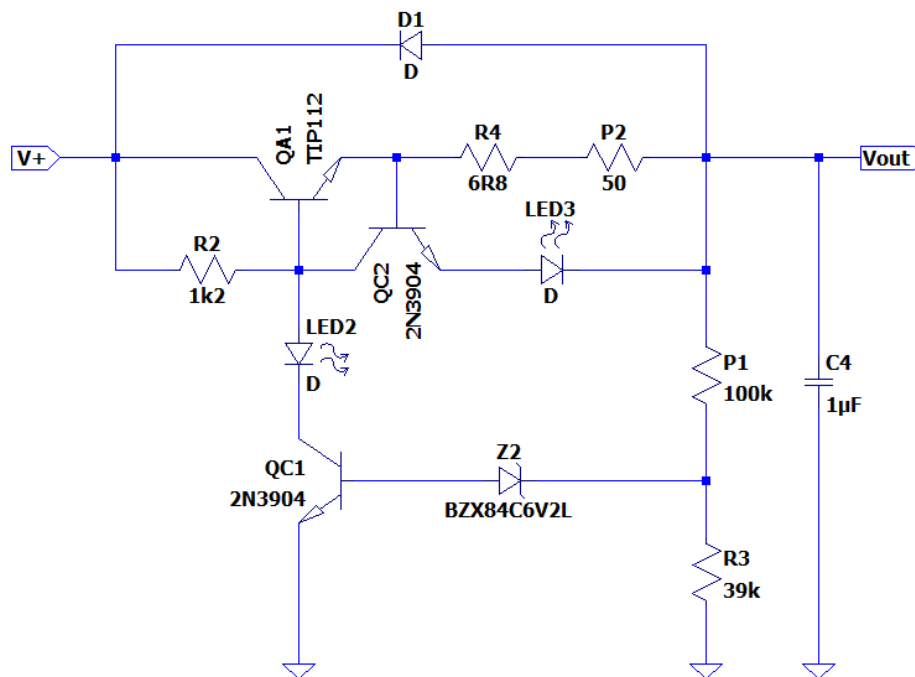 D1
D
V+
QA1
TIP112
R4
6R8
P2
50
Vout
LED3
D
R2
1k2
QC2
2N3904
LED2
D
P1
100k
C4
1µF
QC1
2N3904
Z2
BZX84C6V2L
R3
39k